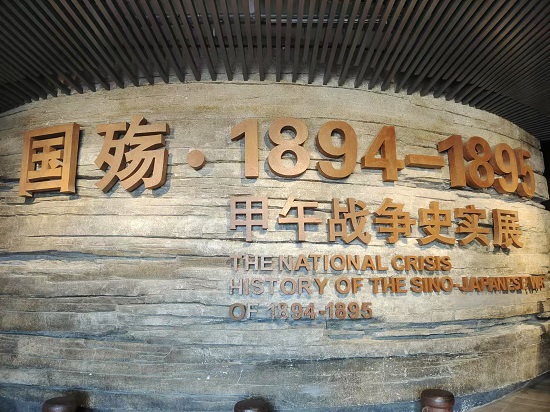 国殇·1894-1895
甲午战争史实展
THE NATIONAL CRISIS
HISTORY OF THE SINO-JAPANESE WAR
OF 1894-1895